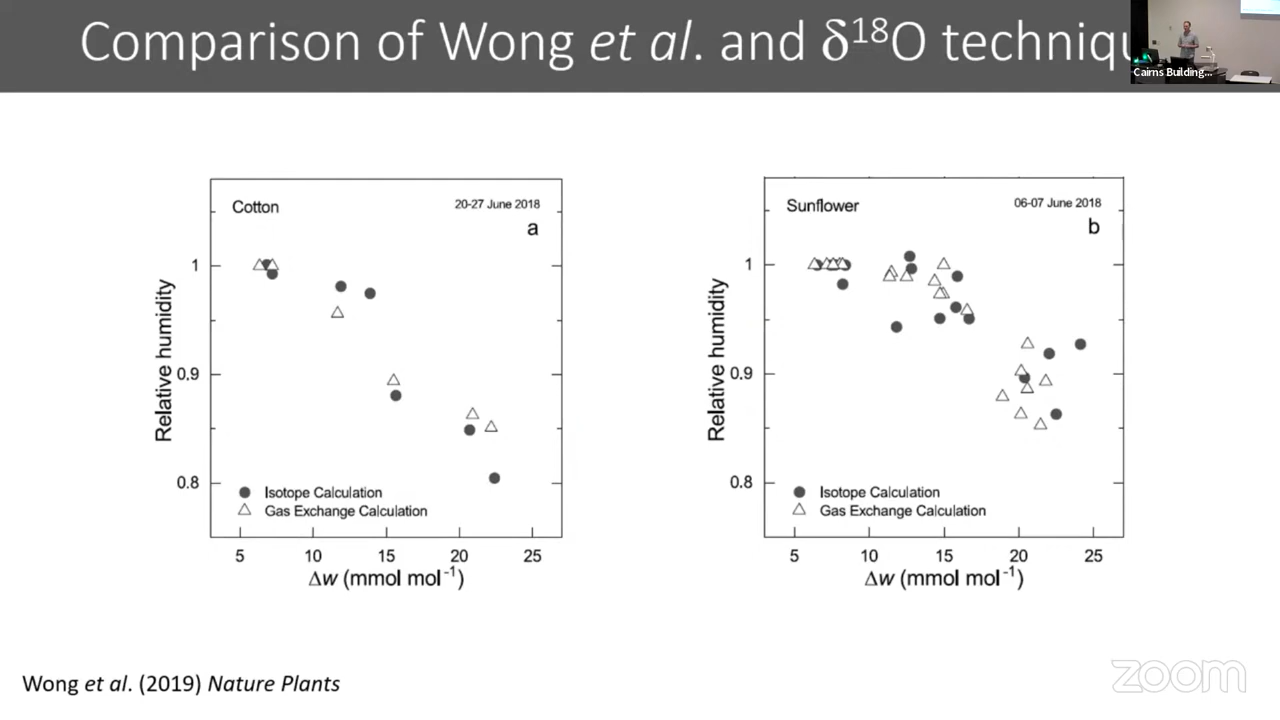 Comparison of Wong et al. and δ¹⁸O techniqu
Cairns Building...
Cotton
20-27 June 2018
a
1
0.9
0.8
Relative humidity
Isotope Calculation
Gas Exchange Calculation
5 10 15 20 25
Δw (mmol mol⁻¹)
Sunflower
06-07 June 2018
b
1
0.9
0.8
Relative humidity
Isotope Calculation
Gas Exchange Calculation
5 10 15 20 25
Δw (mmol mol⁻¹)
Wong et al. (2019) Nature Plants
zoom